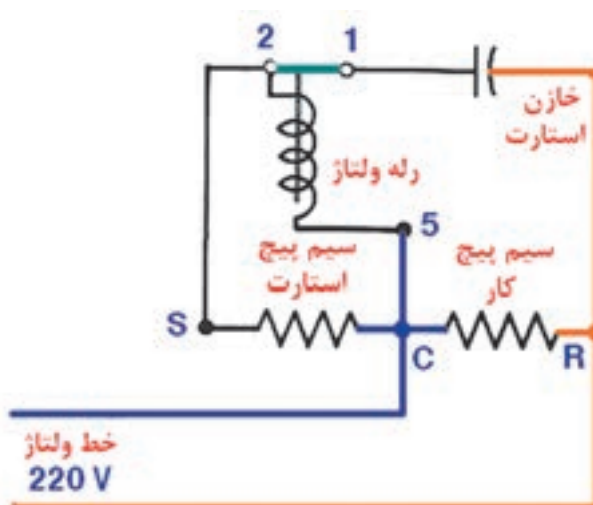 2
1
خازن
استارت
رله ولتاژ
5
سیم پیچ
استارت
سیم پیچ
کار
S
C
R
خط ولتاژ
220 V